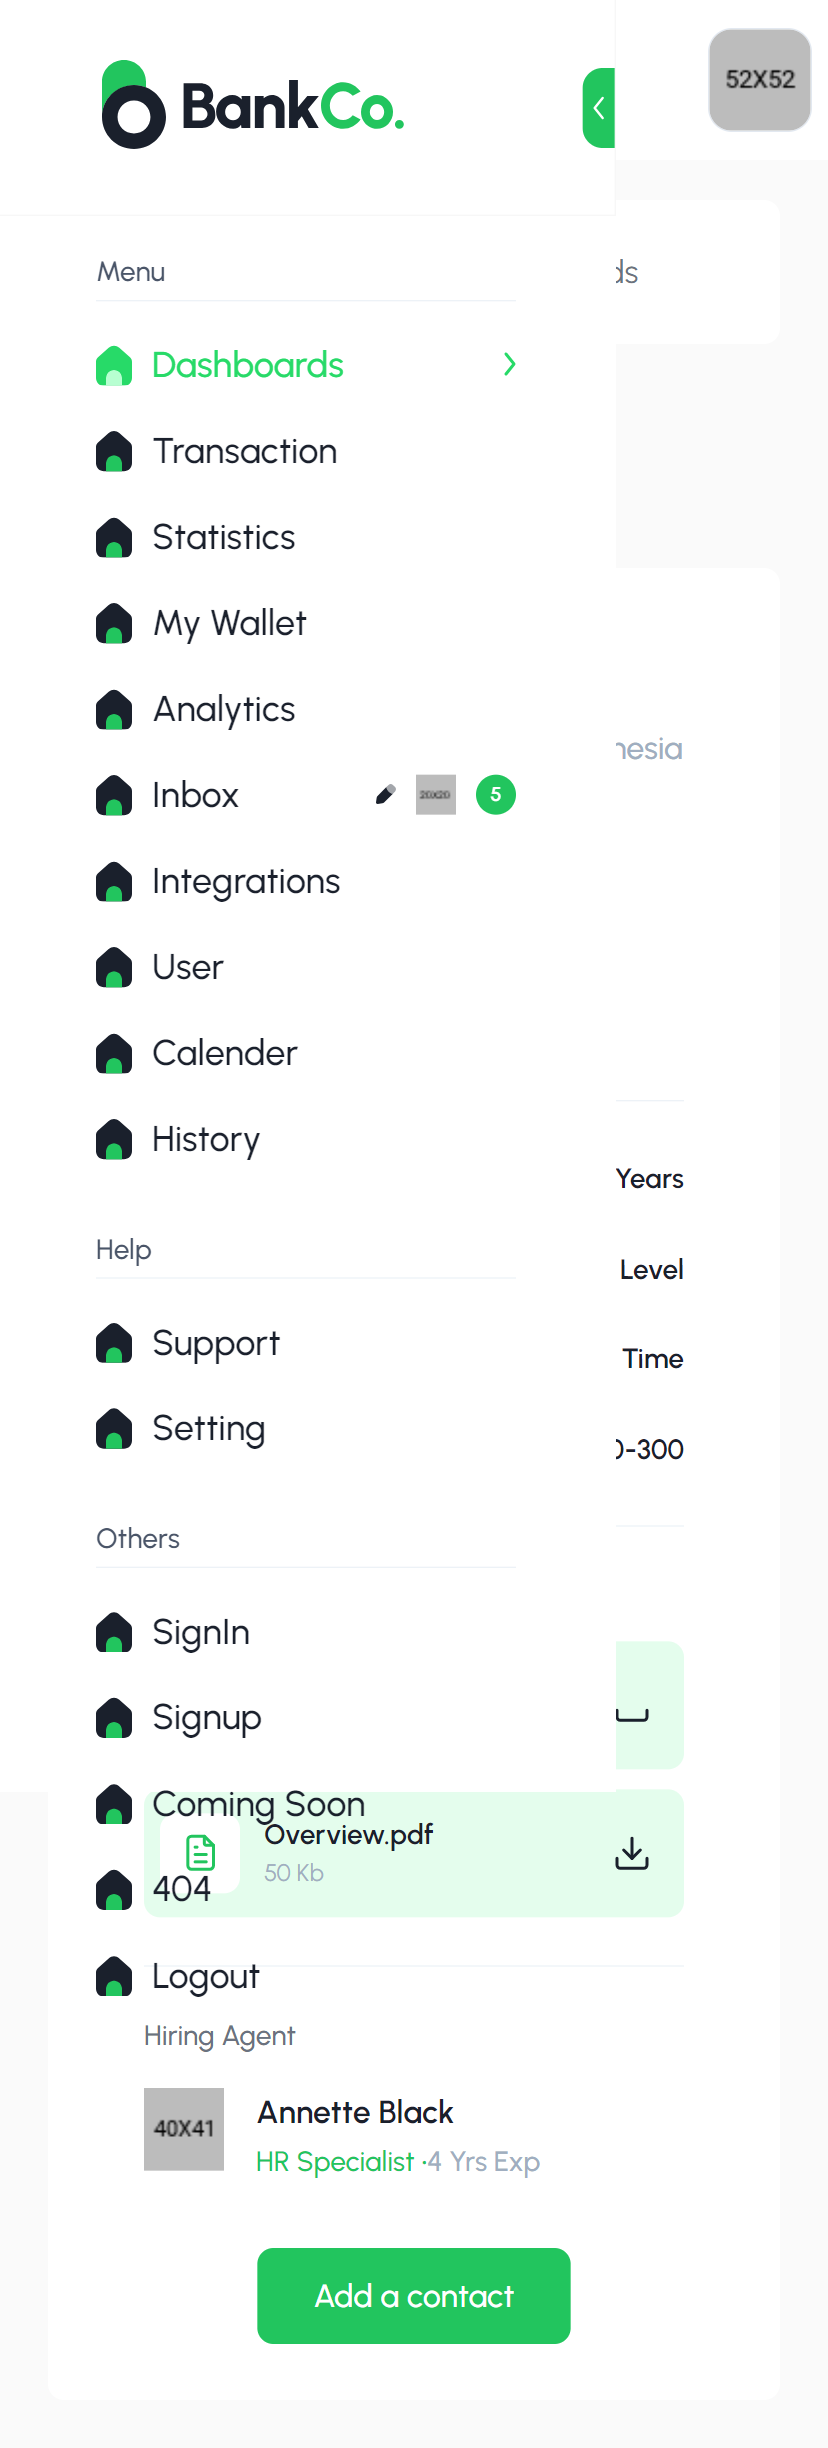 BankCo.
52X52
Menu
ds
Dashboards
Transaction
Statistics
My Wallet
nesia
Analytics
Inbox
20X20
5
Integrations
User
Calender
History
Years
Help
Level
Support
Time
Setting
0-300
Others
SignIn
Signup
Coming Soon
Overview.pdf
50 Kb
404
Logout
Hiring Agent
40X41
Annette Black
HR Specialist ·4 Yrs Exp
Add a contact